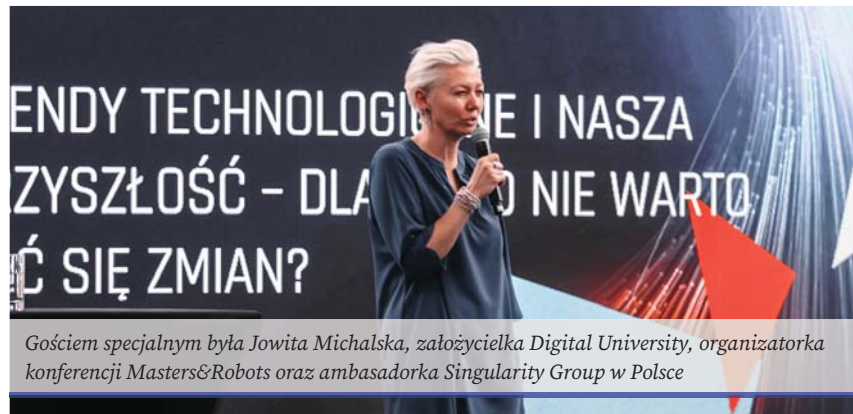 ENDY TECHNOLOGI NE I NASZA
RZYSZŁOŚĆ – DLA O NIE WARTO
Ć SIĘ ZMIAN?
Gościem specjalnym była Jowita Michalska, założycielka Digital University, organizatorka
konferencji Masters&Robots oraz ambasadorka Singularity Group w Polsce